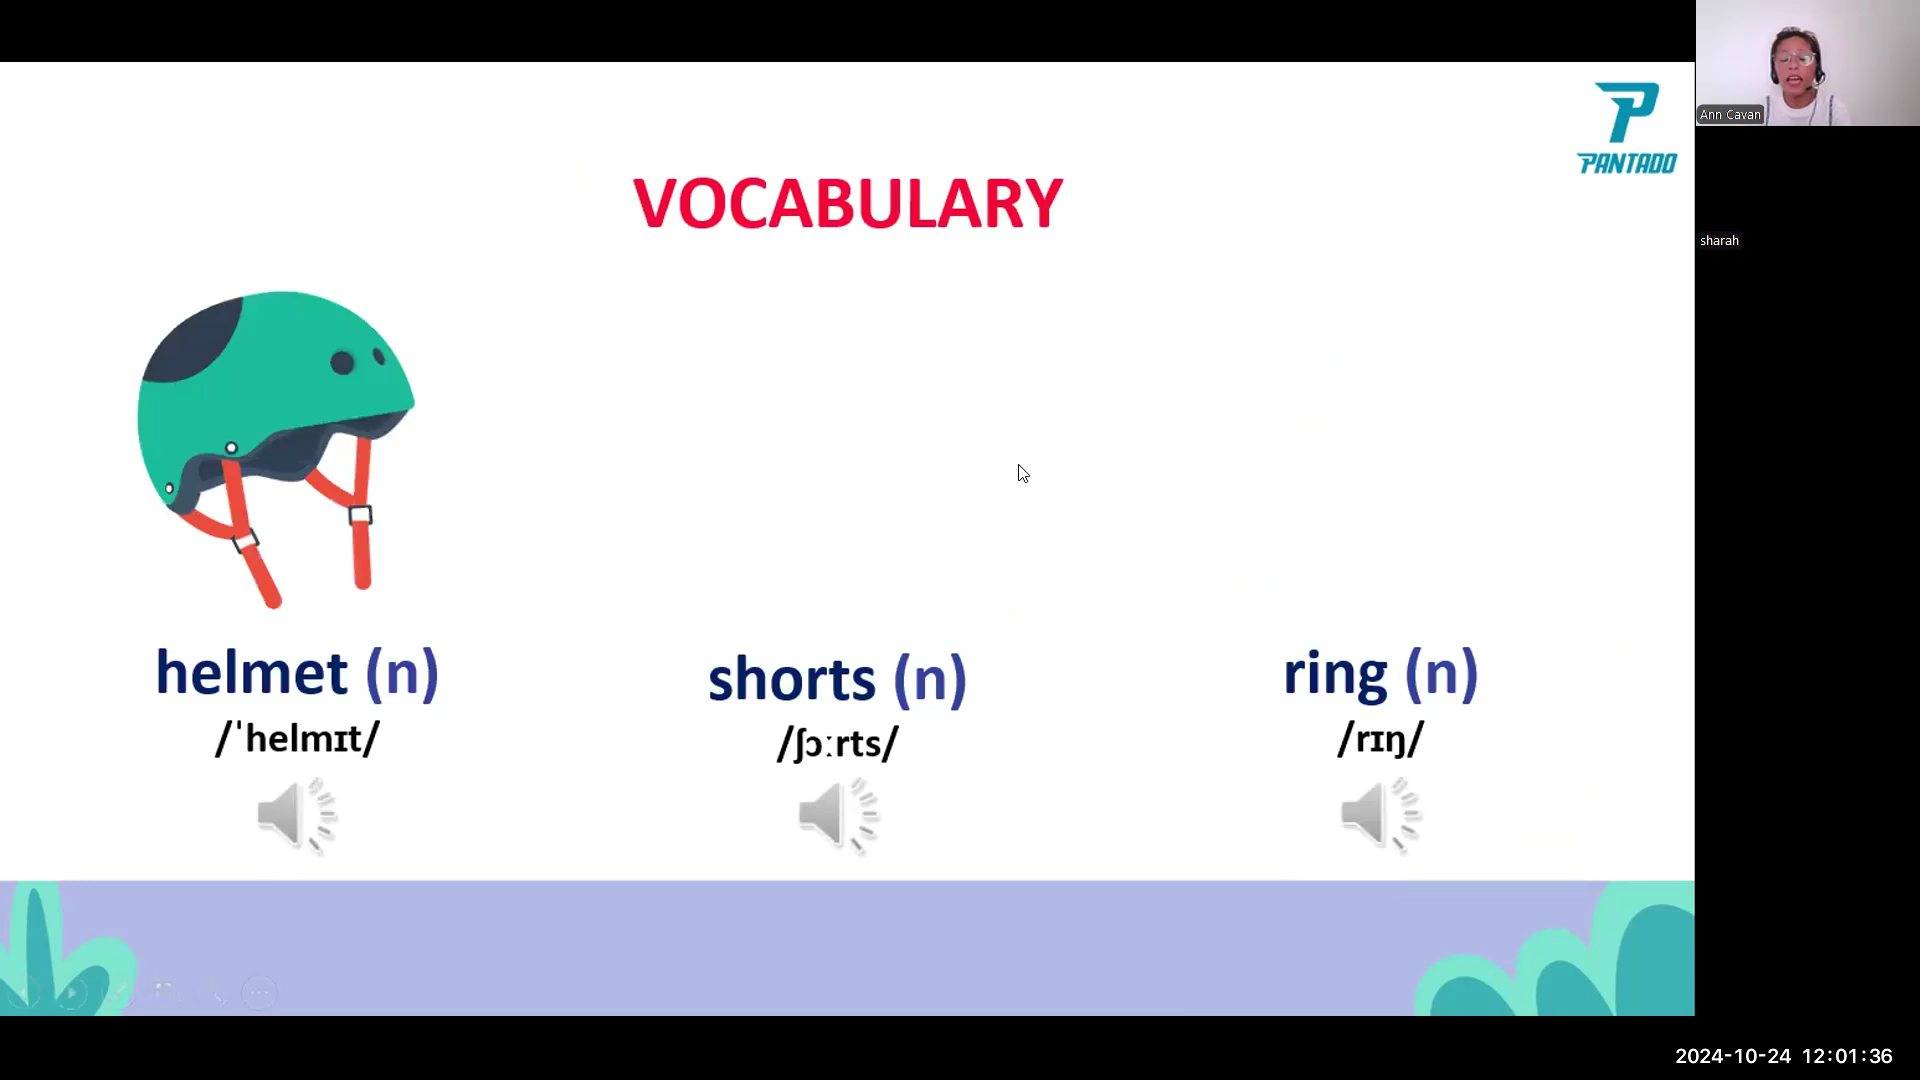 PANTADO
VOCABULARY
helmet (n)
/ˈhelmɪt/
shorts (n)
/ʃɔːrts/
ring (n)
/rɪŋ/
Ann Cavan
sharah
2024-10-24 12:01:36